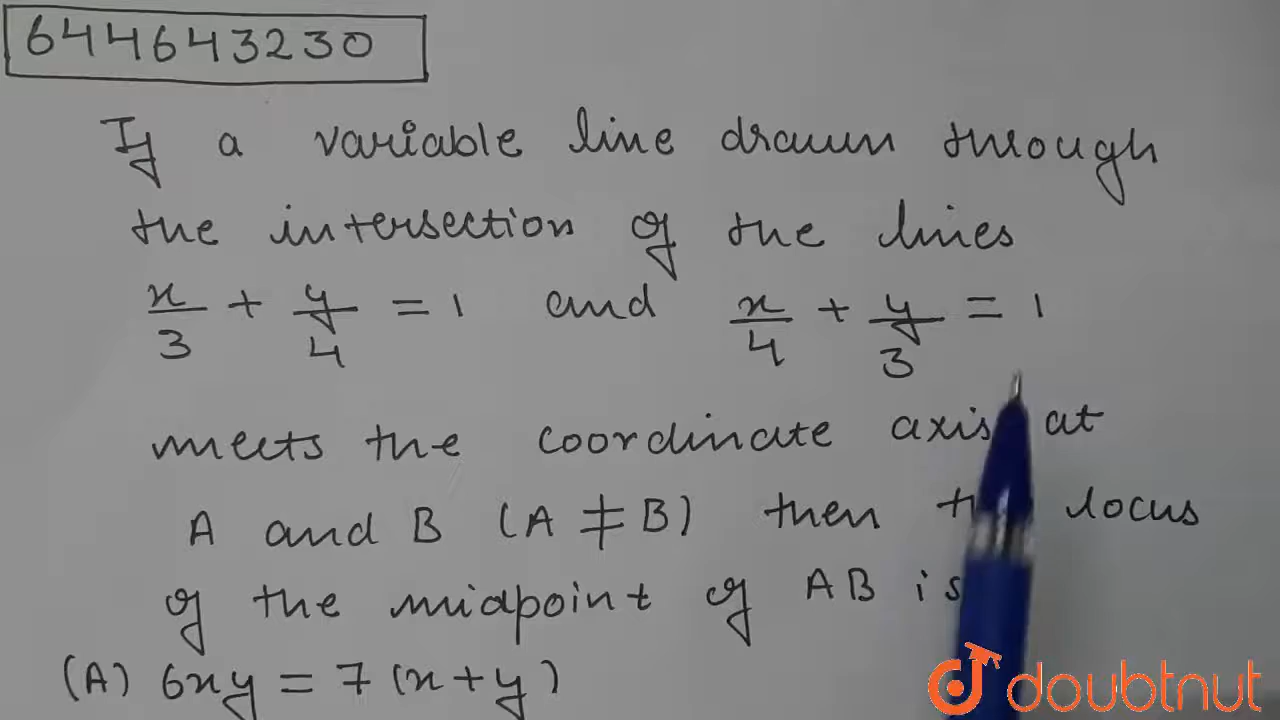 644643230
If a variable line drawn through
the intersection of the lines
x/3 + y/4 = 1 and x/4 + y/3 = 1
meets the coordinate axis at
A and B (A ≠ B) then locus
of the midpoint of AB is
(A) 6xy = 7(x+y)
doubtnut